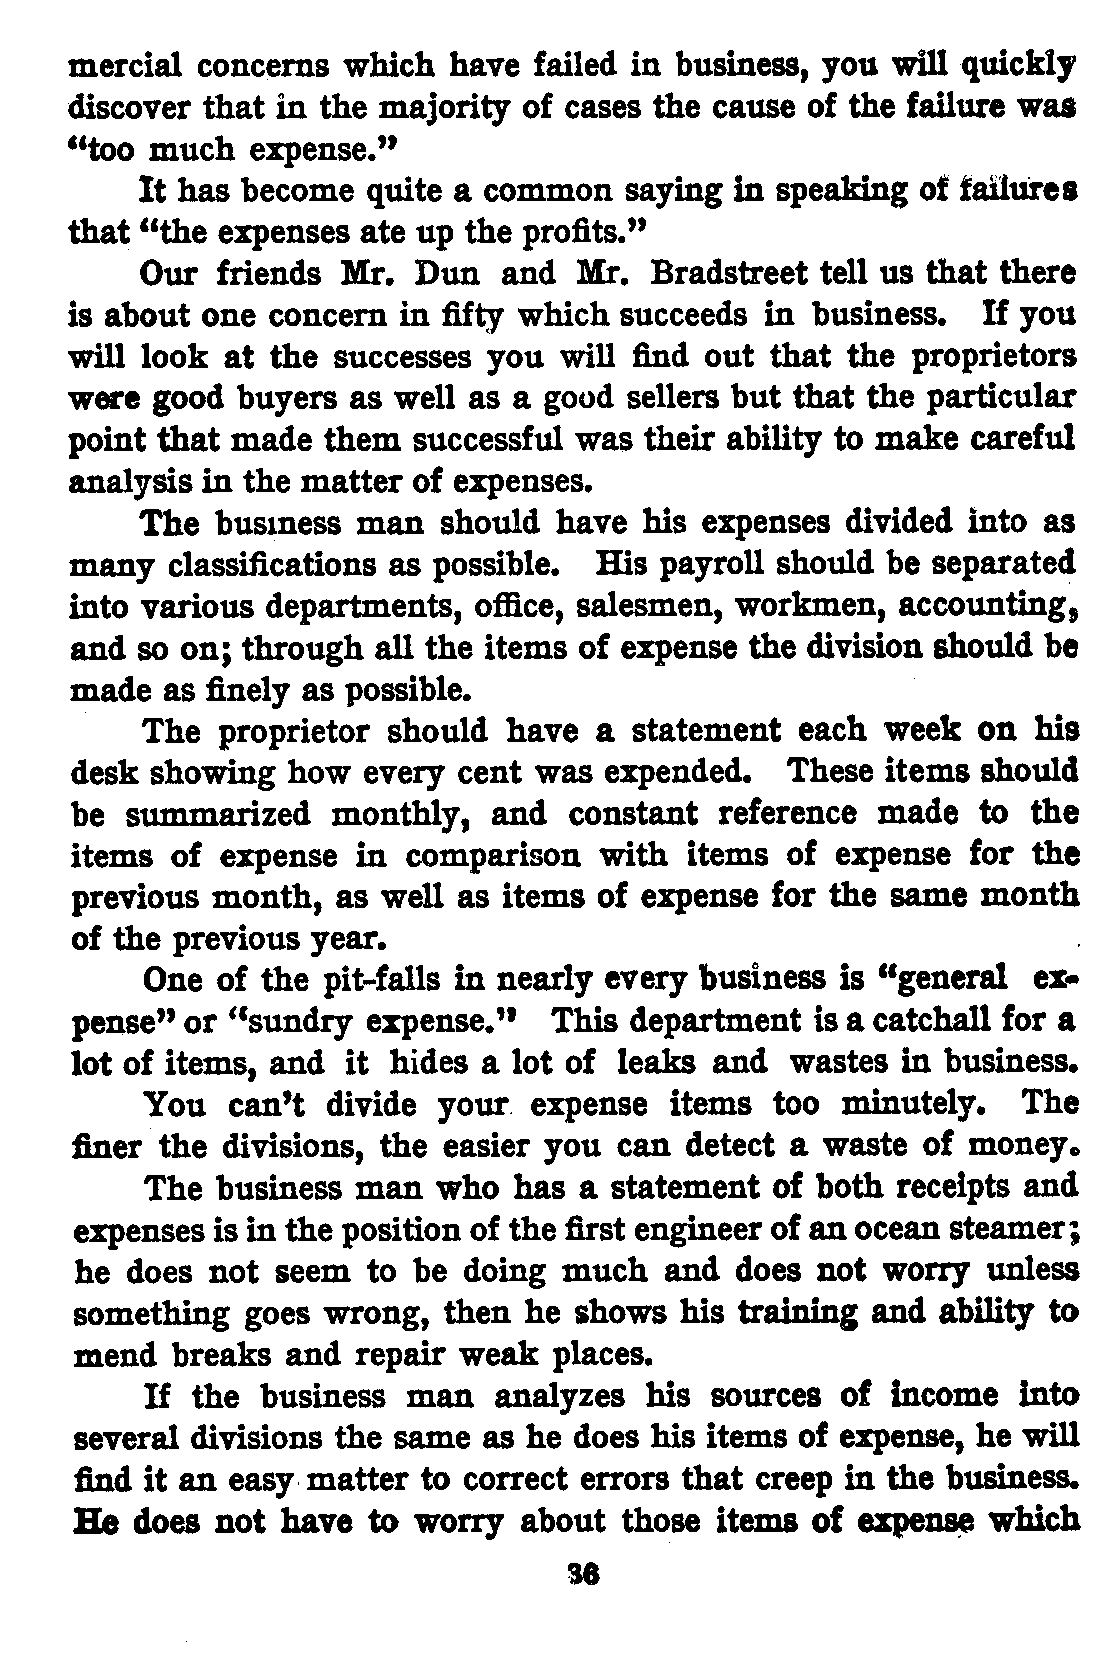 mercial concerns which have failed in business, you will quickly
discover that in the majority of cases the cause of the failure was
“too much expense.”
It has become quite a common saying in speaking of failures
that “the expenses ate up the profits.”
Our friends Mr. Dun and Mr. Bradstreet tell us that there
is about one concern in fifty which succeeds in business. If you
will look at the successes you will find out that the proprietors
were good buyers as well as a good sellers but that the particular
point that made them successful was their ability to make careful
analysis in the matter of expenses.
The business man should have his expenses divided into as
many classifications as possible. His payroll should be separated
into various departments, office, salesmen, workmen, accounting,
and so on; through all the items of expense the division should be
made as finely as possible.
The proprietor should have a statement each week on his
desk showing how every cent was expended. These items should
be summarized monthly, and constant reference made to the
items of expense in comparison with items of expense for the
previous month, as well as items of expense for the same month
of the previous year.
One of the pit-falls in nearly every business is “general ex-
pense” or “sundry expense.” This department is a catchall for a
lot of items, and it hides a lot of leaks and wastes in business.
You can’t divide your expense items too minutely. The
finer the divisions, the easier you can detect a waste of money.
The business man who has a statement of both receipts and
expenses is in the position of the first engineer of an ocean steamer;
he does not seem to be doing much and does not worry unless
something goes wrong, then he shows his training and ability to
mend breaks and repair weak places.
If the business man analyzes his sources of income into
several divisions the same as he does his items of expense, he will
find it an easy matter to correct errors that creep in the business.
He does not have to worry about those items of expense which
36